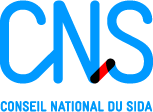 CNS
CONSEIL NATIONAL DU SIDA